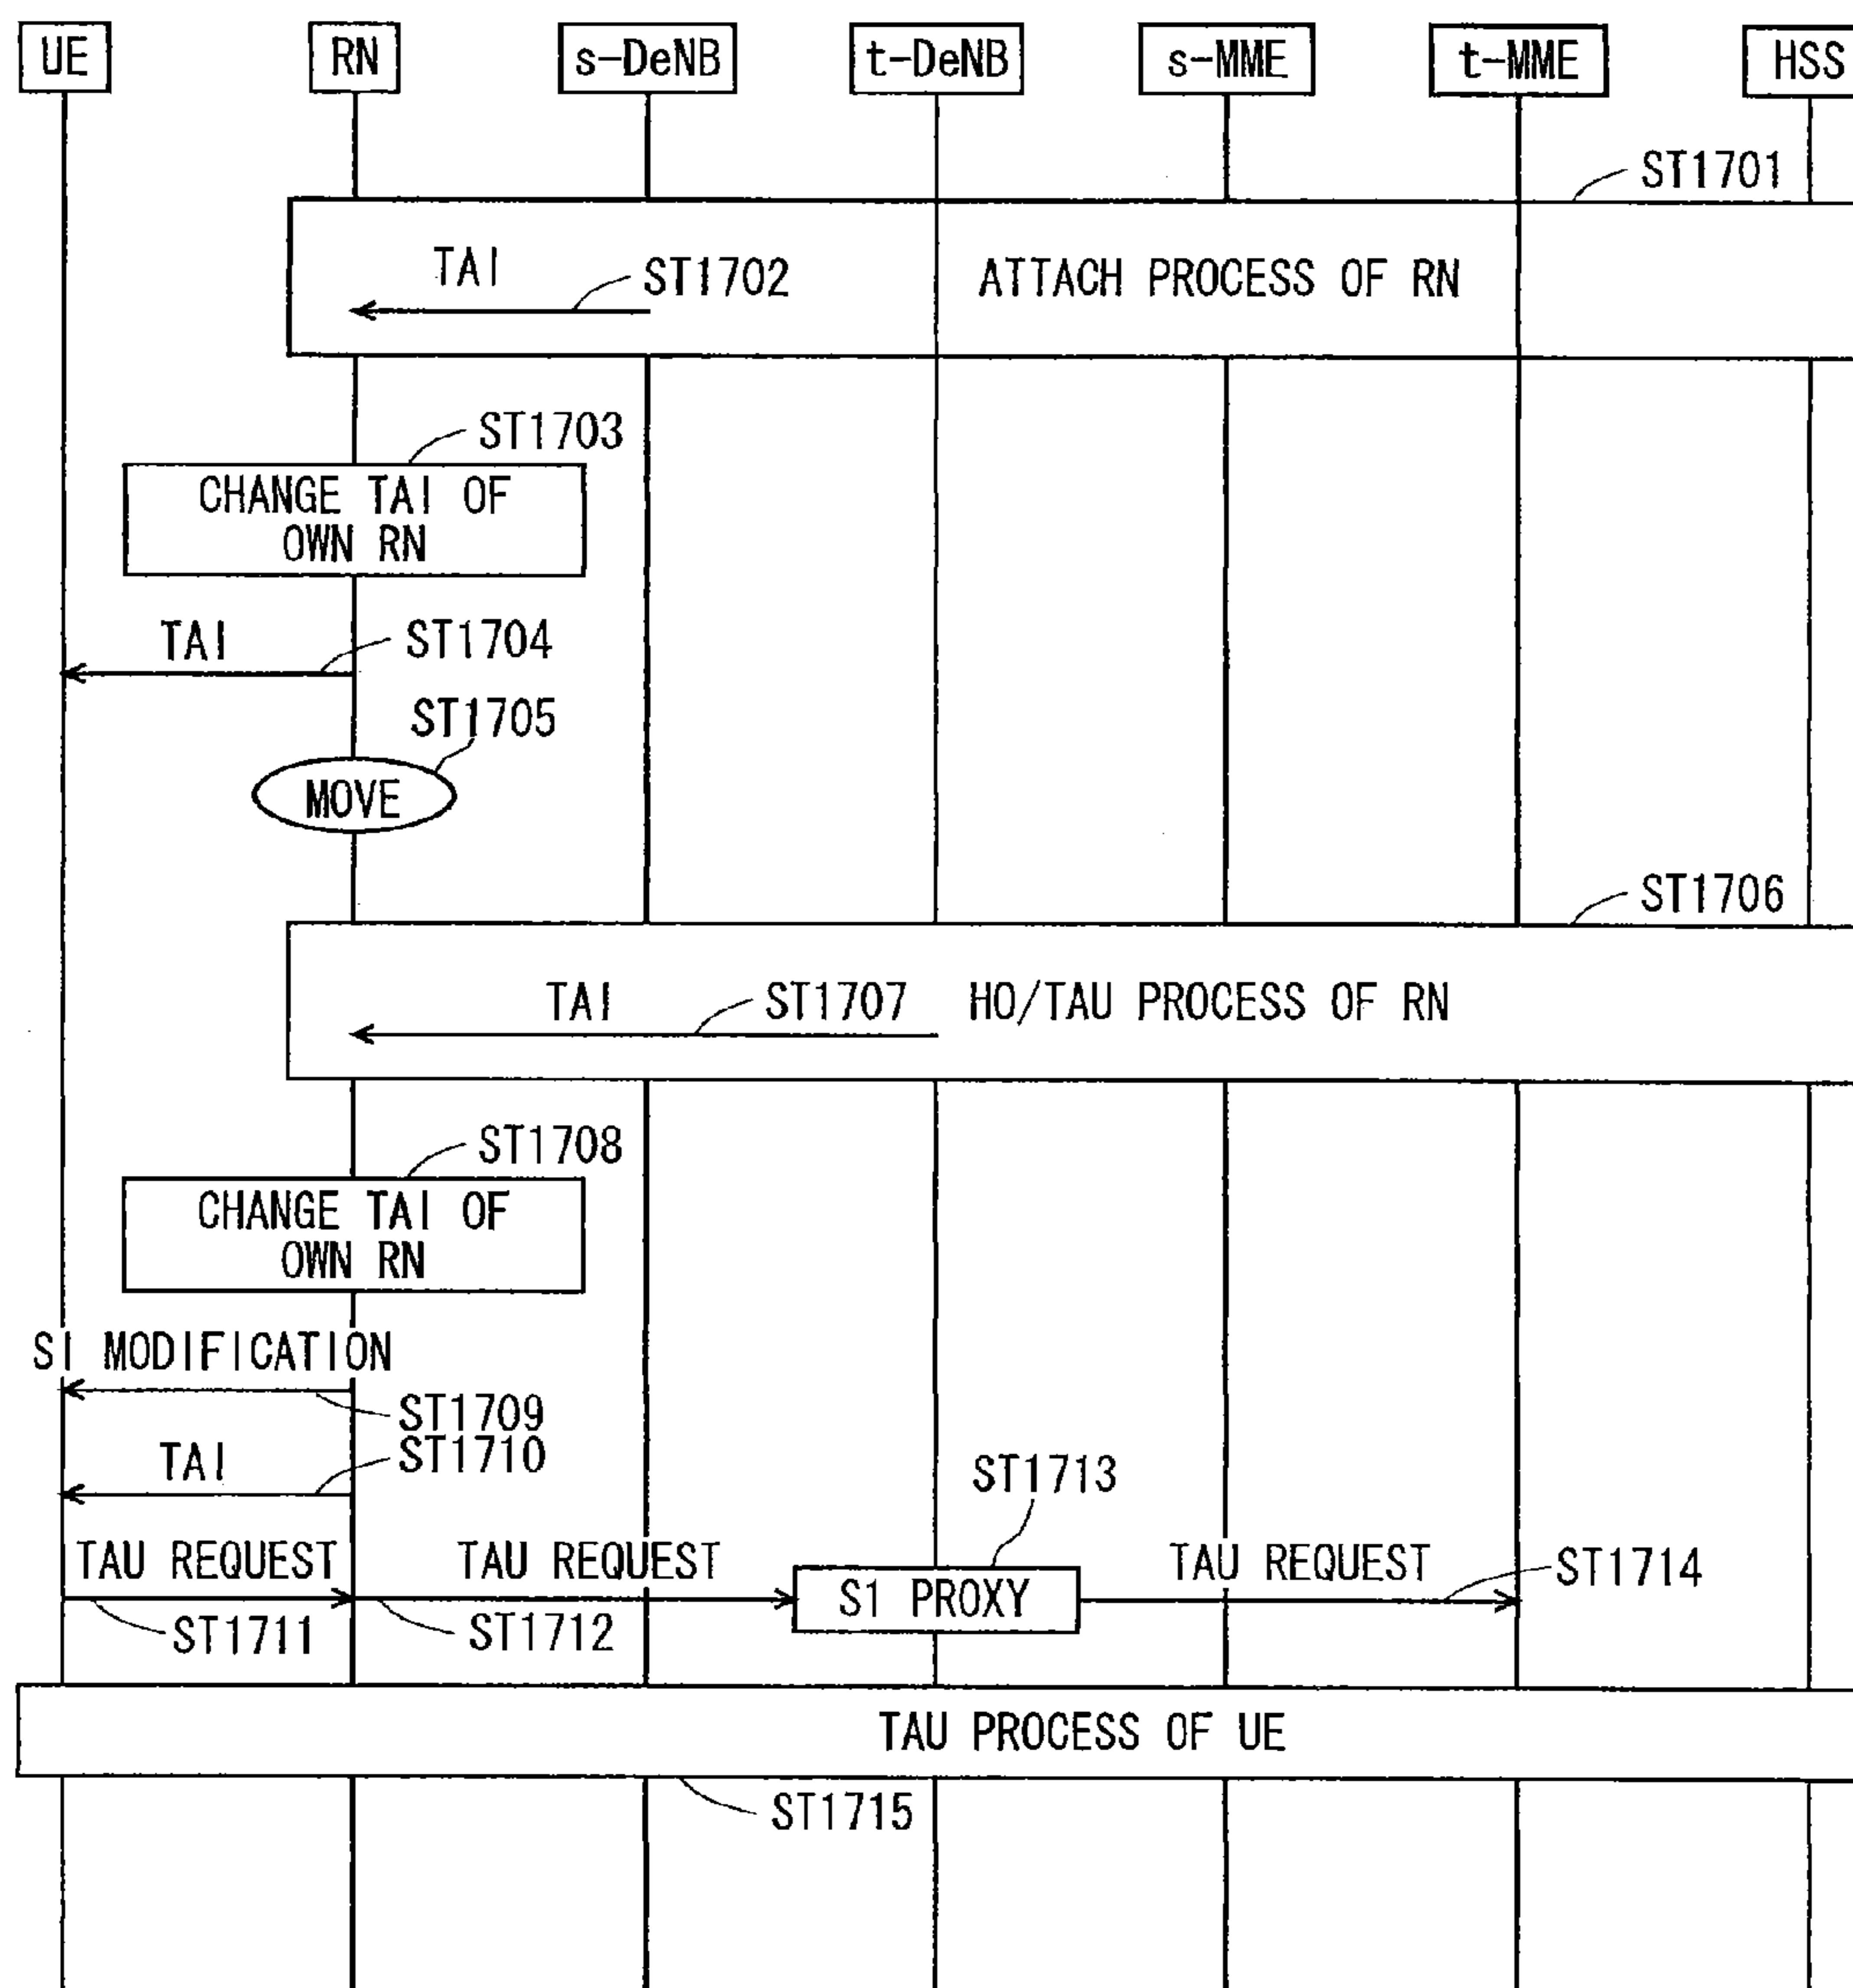 UE
RN
s-DeNB
t-DeNB
s-MME
t-MME
HSS
ST1701
TAI
ST1702
ATTACH PROCESS OF RN
ST1703
CHANGE TAI OF
OWN RN
TAI
ST1704
ST1705
MOVE
ST1706
TAI
ST1707
HO/TAU PROCESS OF RN
ST1708
CHANGE TAI OF
OWN RN
SI MODIFICATION
ST1709
TAI
ST1710
ST1713
TAU REQUEST
TAU REQUEST
S1 PROXY
TAU REQUEST
ST1714
ST1711
ST1712
TAU PROCESS OF UE
ST1715